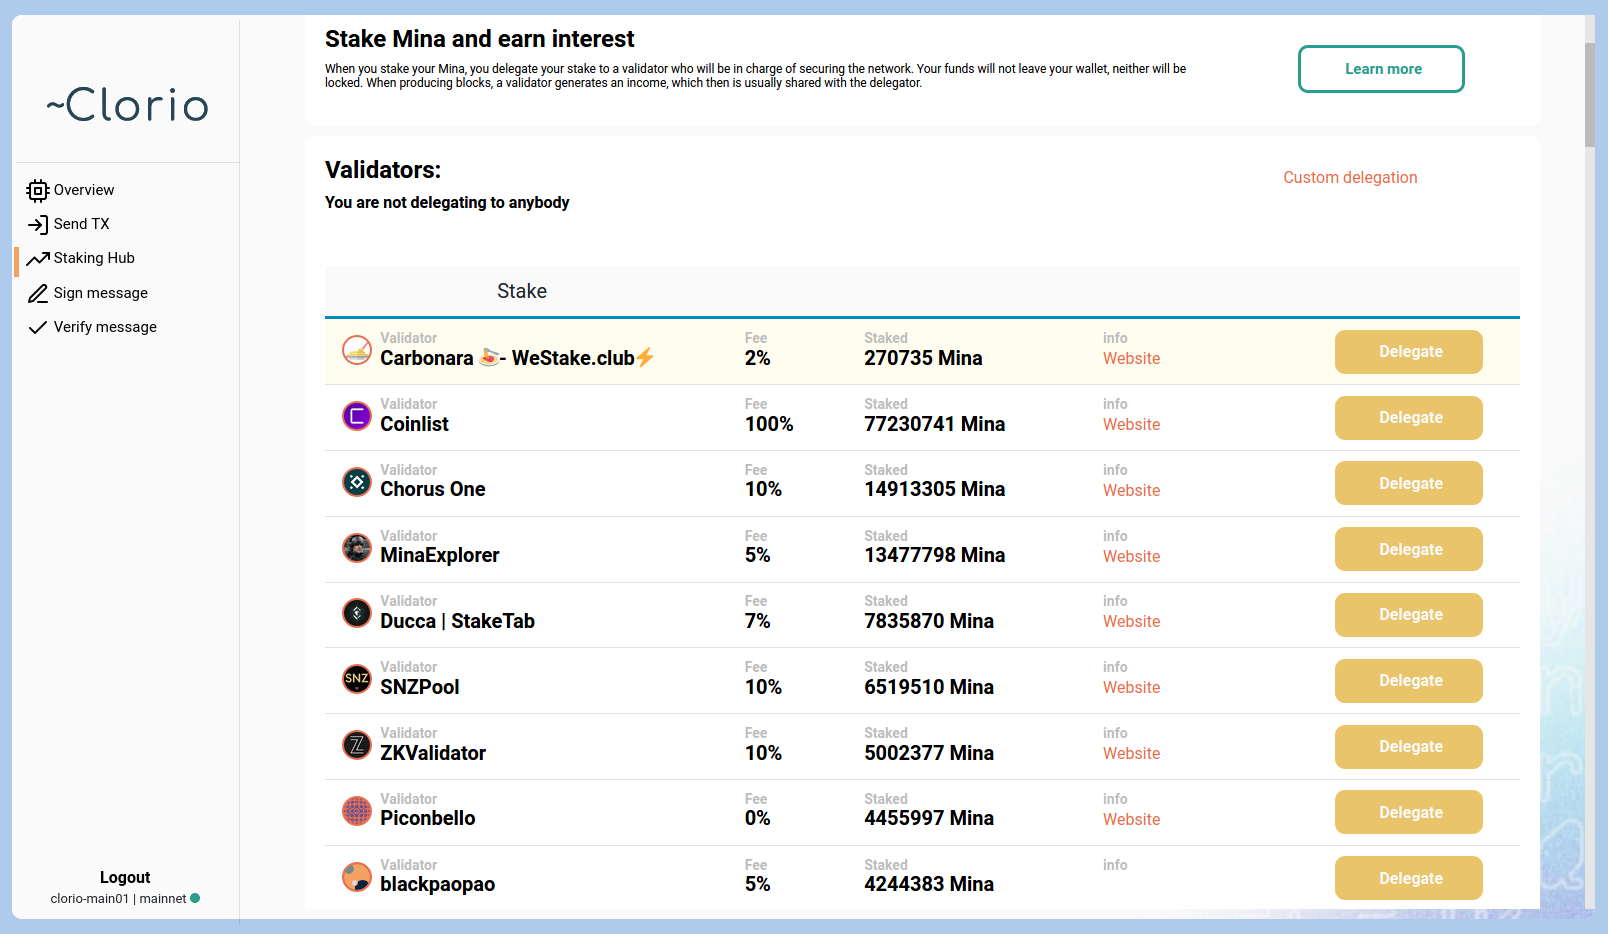 ~Clorio
Overview
Send TX
Staking Hub
Sign message
Verify message
Logout
clorio-main01 | mainnet
Stake Mina and earn interest
When you stake your Mina, you delegate your stake to a validator who will be in charge of securing the network. Your funds will not leave your wallet, neither will be
locked. When producing blocks, a validator generates an income, which then is usually shared with the delegator.
Learn more
Validators:
Custom delegation
You are not delegating to anybody
Stake
Validator Fee Staked info
Carbonara 🍝- WeStake.club⚡ 2% 270735 Mina Website Delegate
Validator Fee Staked info
Coinlist 100% 77230741 Mina Website Delegate
Validator Fee Staked info
Chorus One 10% 14913305 Mina Website Delegate
Validator Fee Staked info
MinaExplorer 5% 13477798 Mina Website Delegate
Validator Fee Staked info
Ducca | StakeTab 7% 7835870 Mina Website Delegate
Validator Fee Staked info
SNZ SNZPool 10% 6519510 Mina Website Delegate
Validator Fee Staked info
ZKValidator 10% 5002377 Mina Website Delegate
Validator Fee Staked info
Piconbello 0% 4455997 Mina Website Delegate
Validator Fee Staked info
blackpaopao 5% 4244383 Mina Delegate